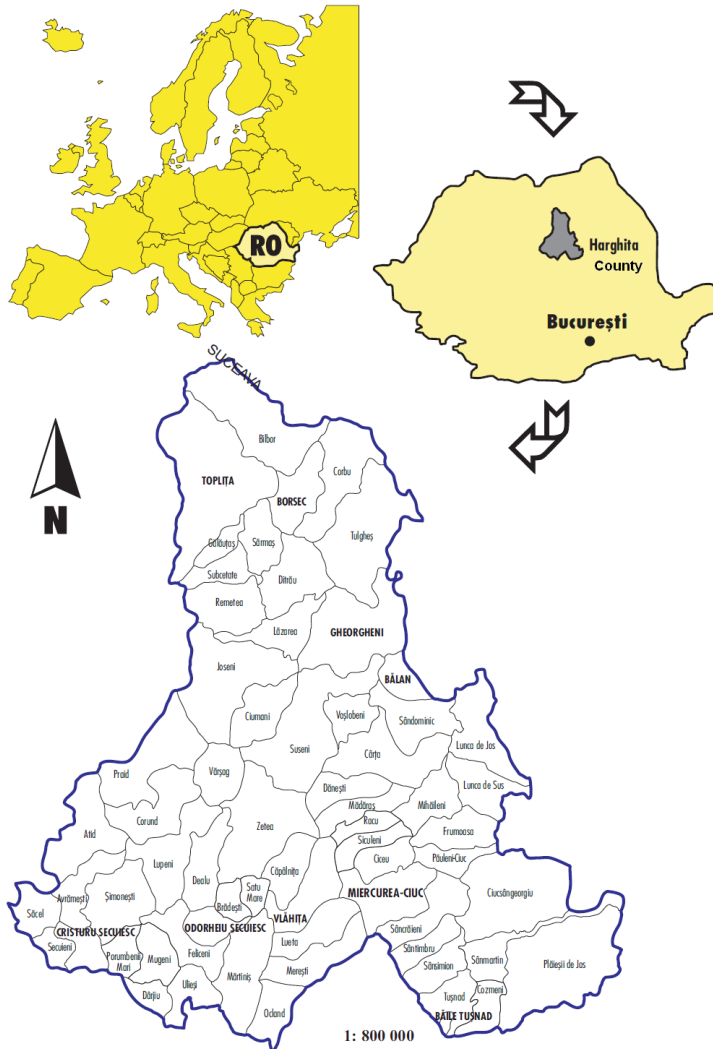 RO
Harghita
County
București
SUCEAVA
N
Bilbor
Corbu
TOPLIȚA
BORSEC
Tulgheș
Gălăuțaș
Sărmaș
Subcetate
Ditrău
Remetea
Lăzarea
GHEORGHENI
Joseni
BĂLAN
Ciumani
Voșlobeni
Sândominic
Suseni
Cârța
Lunca de Jos
Praid
Vărșag
Dănești
Lunca de Sus
Mădăraș
Mihăileni
Corund
Racu
Zetea
Frumoasa
Atid
Siculeni
Lupeni
Ciceu
Păuleni-Ciuc
Dealu
Căpâlnița
Satu
Mare
Avrămești
Șimonești
MIERCUREA-CIUC
Ciucsângeorgiu
Brădești
Săcel
VLĂHIȚA
CRISTURU SECUIESC
ODORHEIU SECUIESC
Sâncrăieni
Secuieni
Lueta
Sântimbru
Porumbenii
Mari
Mugeni
Feliceni
Sânsimion
Sânmartin
Plăieșii de Jos
Mărtiniș
Merești
Ulieși
Dârjiu
Tușnad
Cozmeni
Ocland
BĂILE TUȘNAD
1: 800 000